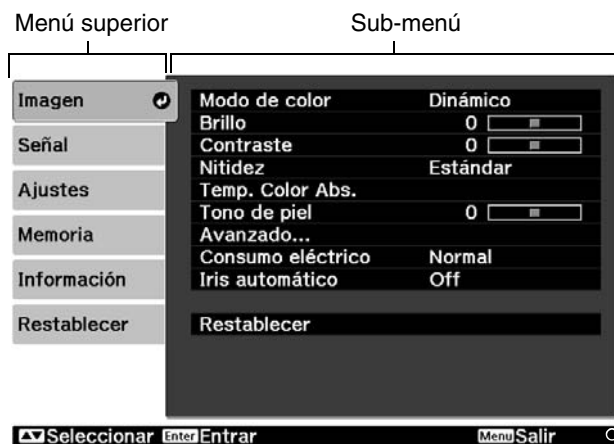 Menú superior
Sub-menú
Imagen
Señal
Ajustes
Memoria
Información
Restablecer
Modo de color Dinámico
Brillo 0
Contraste 0
Nitidez Estándar
Temp. Color Abs.
Tono de piel 0
Avanzado...
Consumo eléctrico Normal
Iris automático Off
Restablecer
Seleccionar Enter Entrar Menu Salir